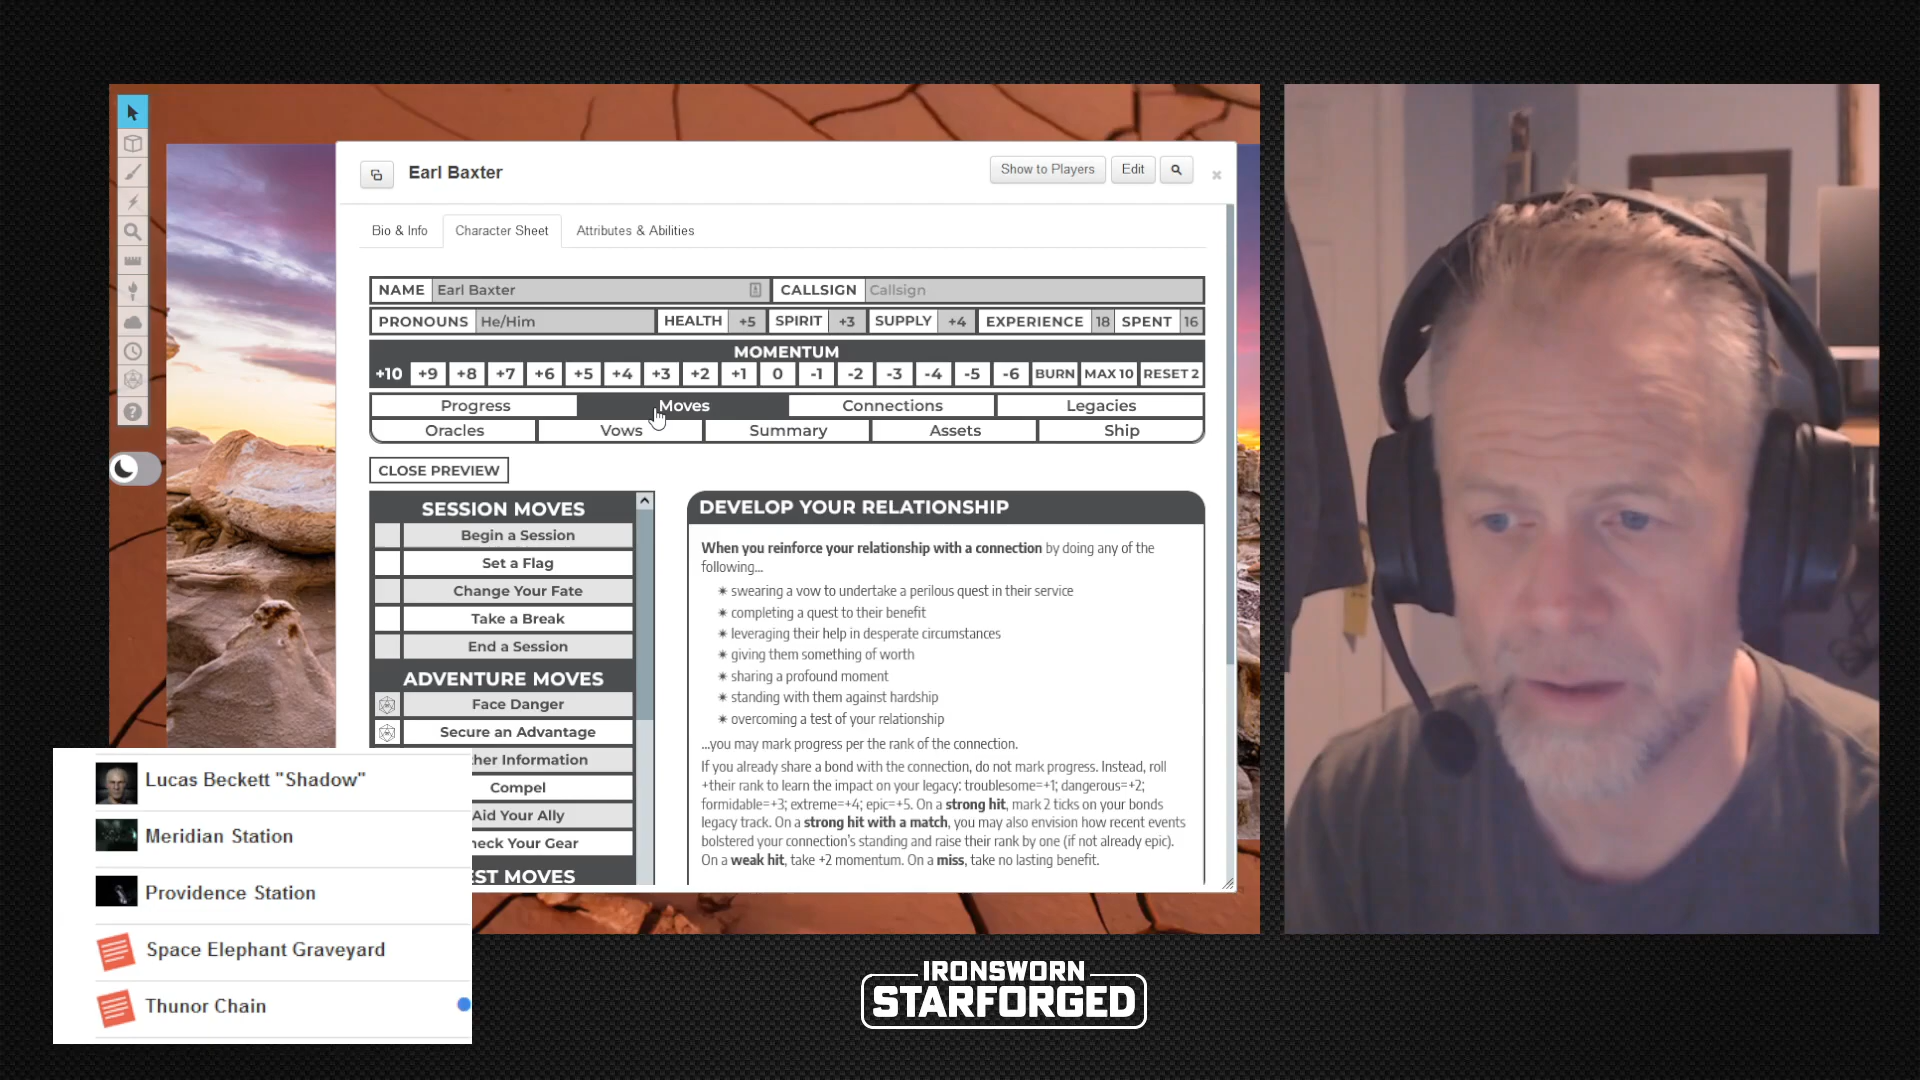 Earl Baxter
Show to Players
Edit
Bio & Info
Character Sheet
Attributes & Abilities
NAME Earl Baxter CALLSIGN Callsign
PRONOUNS He/Him HEALTH +5 SPIRIT +3 SUPPLY +4 EXPERIENCE 18 SPENT 16
MOMENTUM
+10 +9 +8 +7 +6 +5 +4 +3 +2 +1 0 -1 -2 -3 -4 -5 -6 BURN MAX 10 RESET 2
Progress Moves Connections Legacies
Oracles Vows Summary Assets Ship
CLOSE PREVIEW
SESSION MOVES
Begin a Session
Set a Flag
Change Your Fate
Take a Break
End a Session
ADVENTURE MOVES
Face Danger
Secure an Advantage
her Information
Compel
Aid Your Ally
eck Your Gear
EST MOVES
DEVELOP YOUR RELATIONSHIP
When you reinforce your relationship with a connection by doing any of the
following...
✴ swearing a vow to undertake a perilous quest in their service
✴ completing a quest to their benefit
✴ leveraging their help in desperate circumstances
✴ giving them something of worth
✴ sharing a profound moment
✴ standing with them against hardship
✴ overcoming a test of your relationship
...you may mark progress per the rank of the connection.
If you already share a bond with the connection, do not mark progress. Instead, roll
+their rank to learn the impact on your legacy: troublesome=+1; dangerous=+2;
formidable=+3; extreme=+4; epic=+5. On a strong hit, mark 2 ticks on your bonds
legacy track. On a strong hit with a match, you may also envision how recent events
bolstered your connection's standing and raise their rank by one (if not already epic).
On a weak hit, take +2 momentum. On a miss, take no lasting benefit.
Lucas Beckett "Shadow"
Meridian Station
Providence Station
Space Elephant Graveyard
Thunor Chain
IRONSWORN
STARFORGED